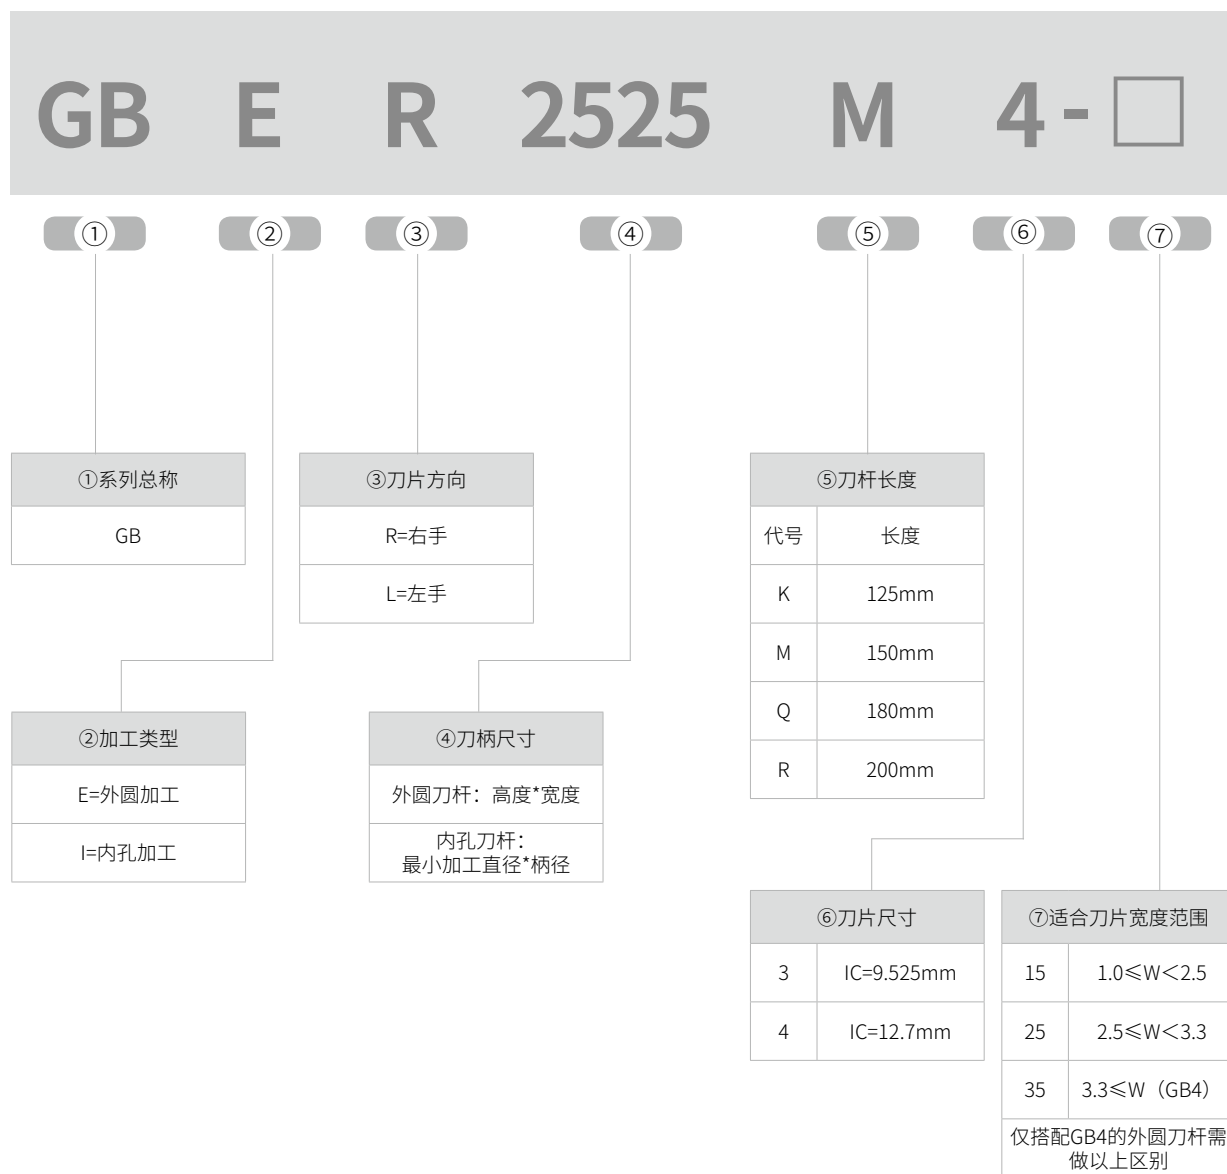 GB E R 2525 M 4-□
① ② ③ ④ ⑤ ⑥ ⑦
①系列总称
GB
③刀片方向
R=右手
L=左手
⑤刀杆长度
代号 长度
K 125mm
M 150mm
Q 180mm
R 200mm
②加工类型
E=外圆加工
I=内孔加工
④刀柄尺寸
外圆刀杆：高度*宽度
内孔刀杆：
最小加工直径*柄径
⑥刀片尺寸
3 IC=9.525mm
4 IC=12.7mm
⑦适合刀片宽度范围
15 1.0≤W＜2.5
25 2.5≤W＜3.3
35 3.3≤W（GB4）
仅搭配GB4的外圆刀杆需
做以上区别